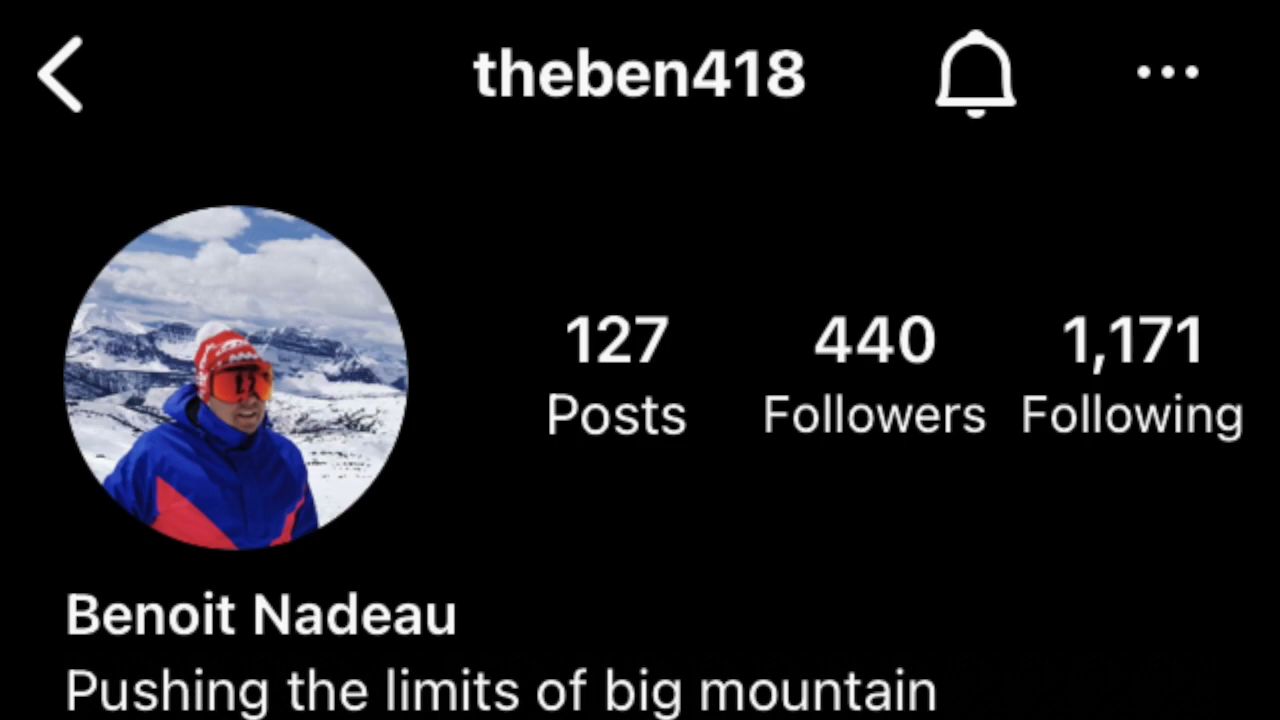 theben418
127 440 1,171
Posts Followers Following
Benoit Nadeau
Pushing the limits of big mountain